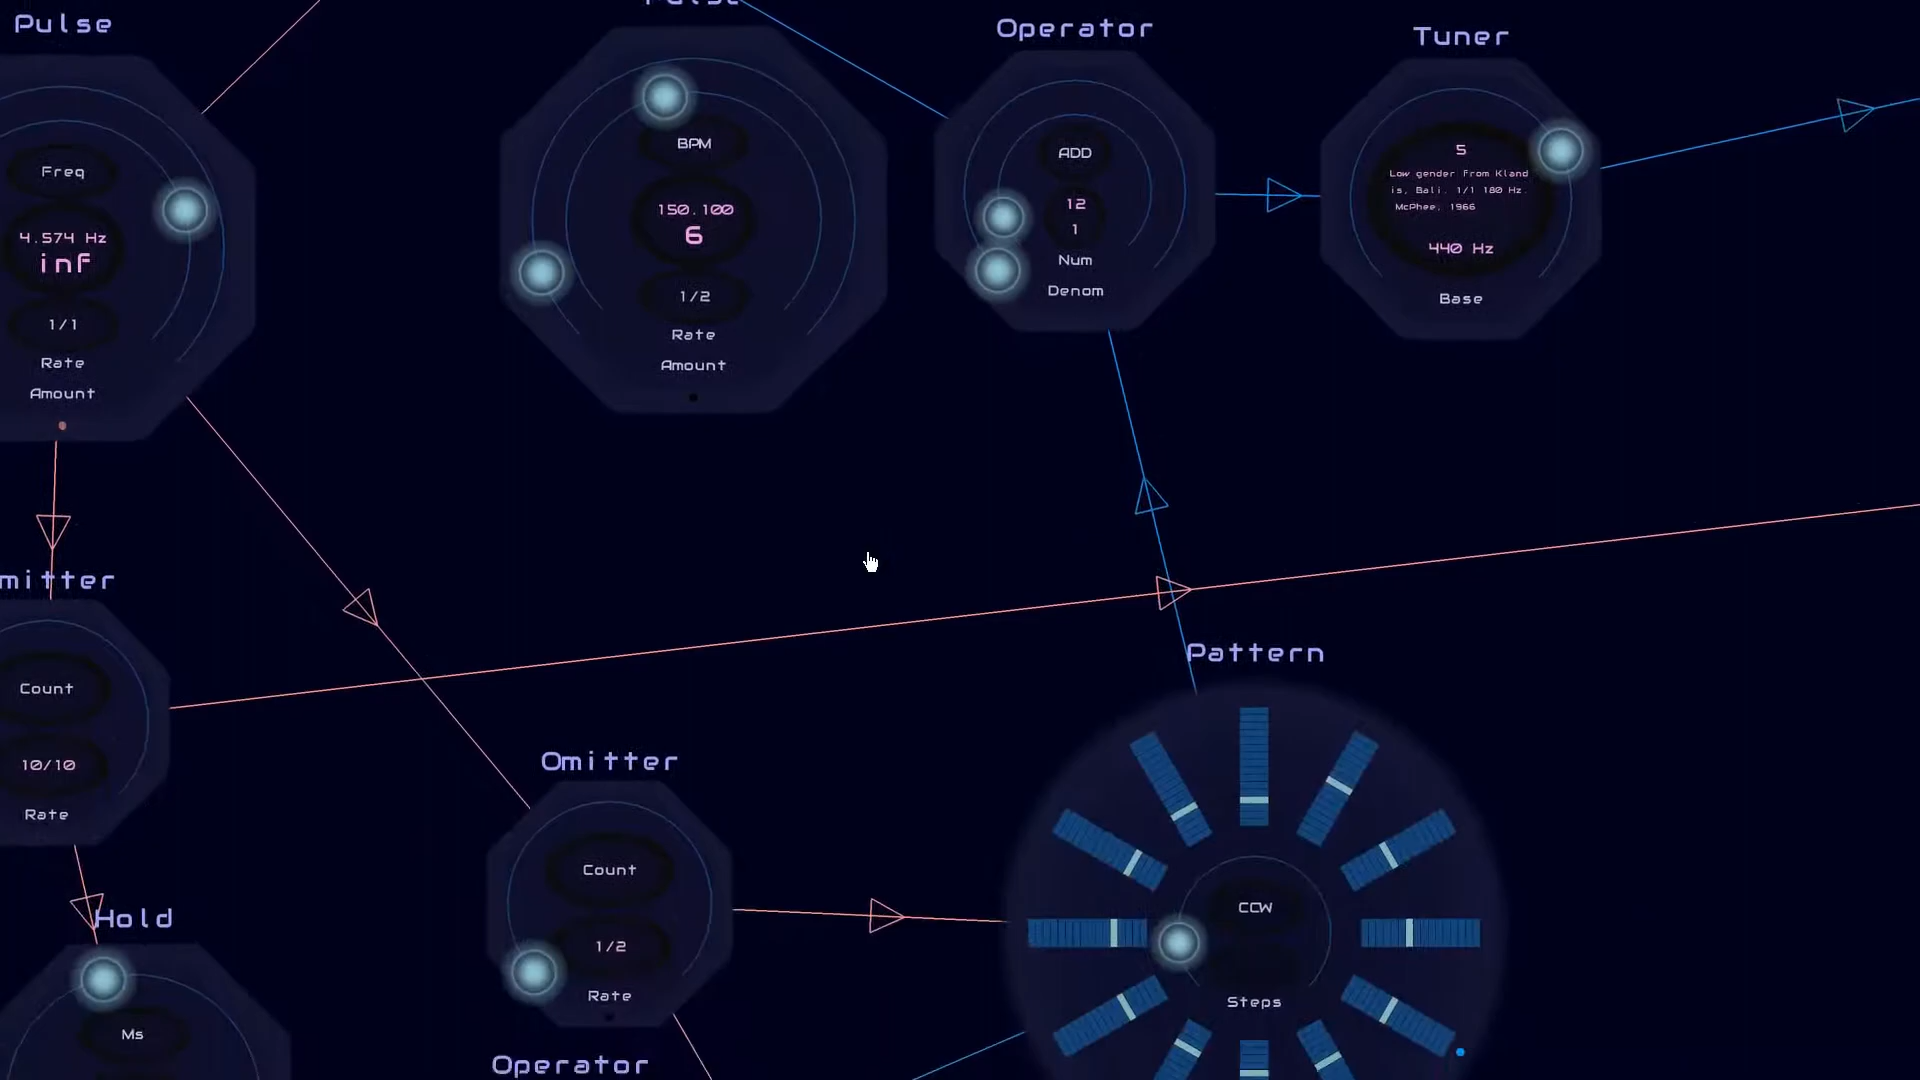 Pulse
Freq
4.574 Hz
inf
1/1
Rate
Amount
Pulse
BPM
150.100
6
1/2
Rate
Amount
Operator
ADD
12
1
Num
Denom
Tuner
5
Low gender from Kland
is, Bali. 1/1 180 Hz.
McPhee, 1966
440 Hz
Base
mitter
Count
10/10
Rate
Hold
Ms
Omitter
Count
1/2
Rate
Operator
Pattern
CCW
Steps